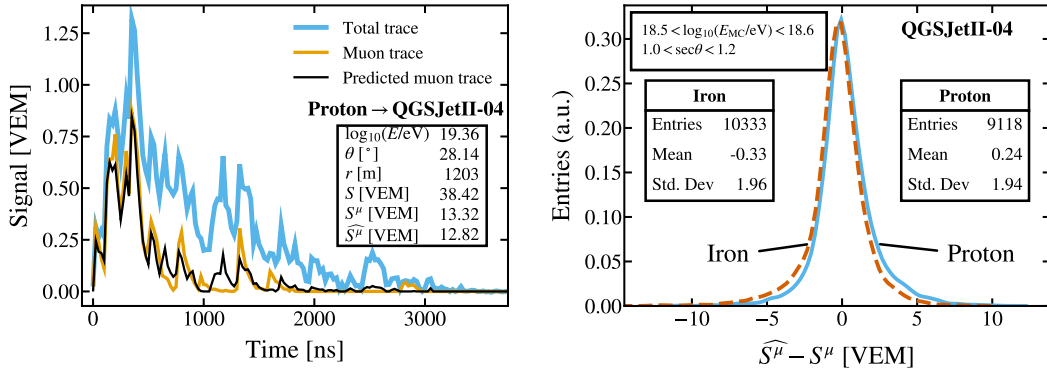 Total trace
Muon trace
Predicted muon trace
Proton → QGSJetII-04
log₁₀(E/eV) 19.36
θ [°] 28.14
r [m] 1203
S [VEM] 38.42
Sᵘ [VEM] 13.32
Ŝᵘ [VEM] 12.82
Signal [VEM]
1.25
1.00
0.75
0.50
0.25
0.00
0 1000 2000 3000
Time [ns]
18.5 < log₁₀(E_MC/eV) < 18.6
1.0 < secθ < 1.2
QGSJetII-04
Iron
Entries 10333
Mean -0.33
Std. Dev 1.96
Proton
Entries 9118
Mean 0.24
Std. Dev 1.94
Iron
Proton
Entries (a.u.)
0.30
0.25
0.20
0.15
0.10
0.05
0.00
−10 −5 0 5 10
Ŝᵘ − Sᵘ [VEM]